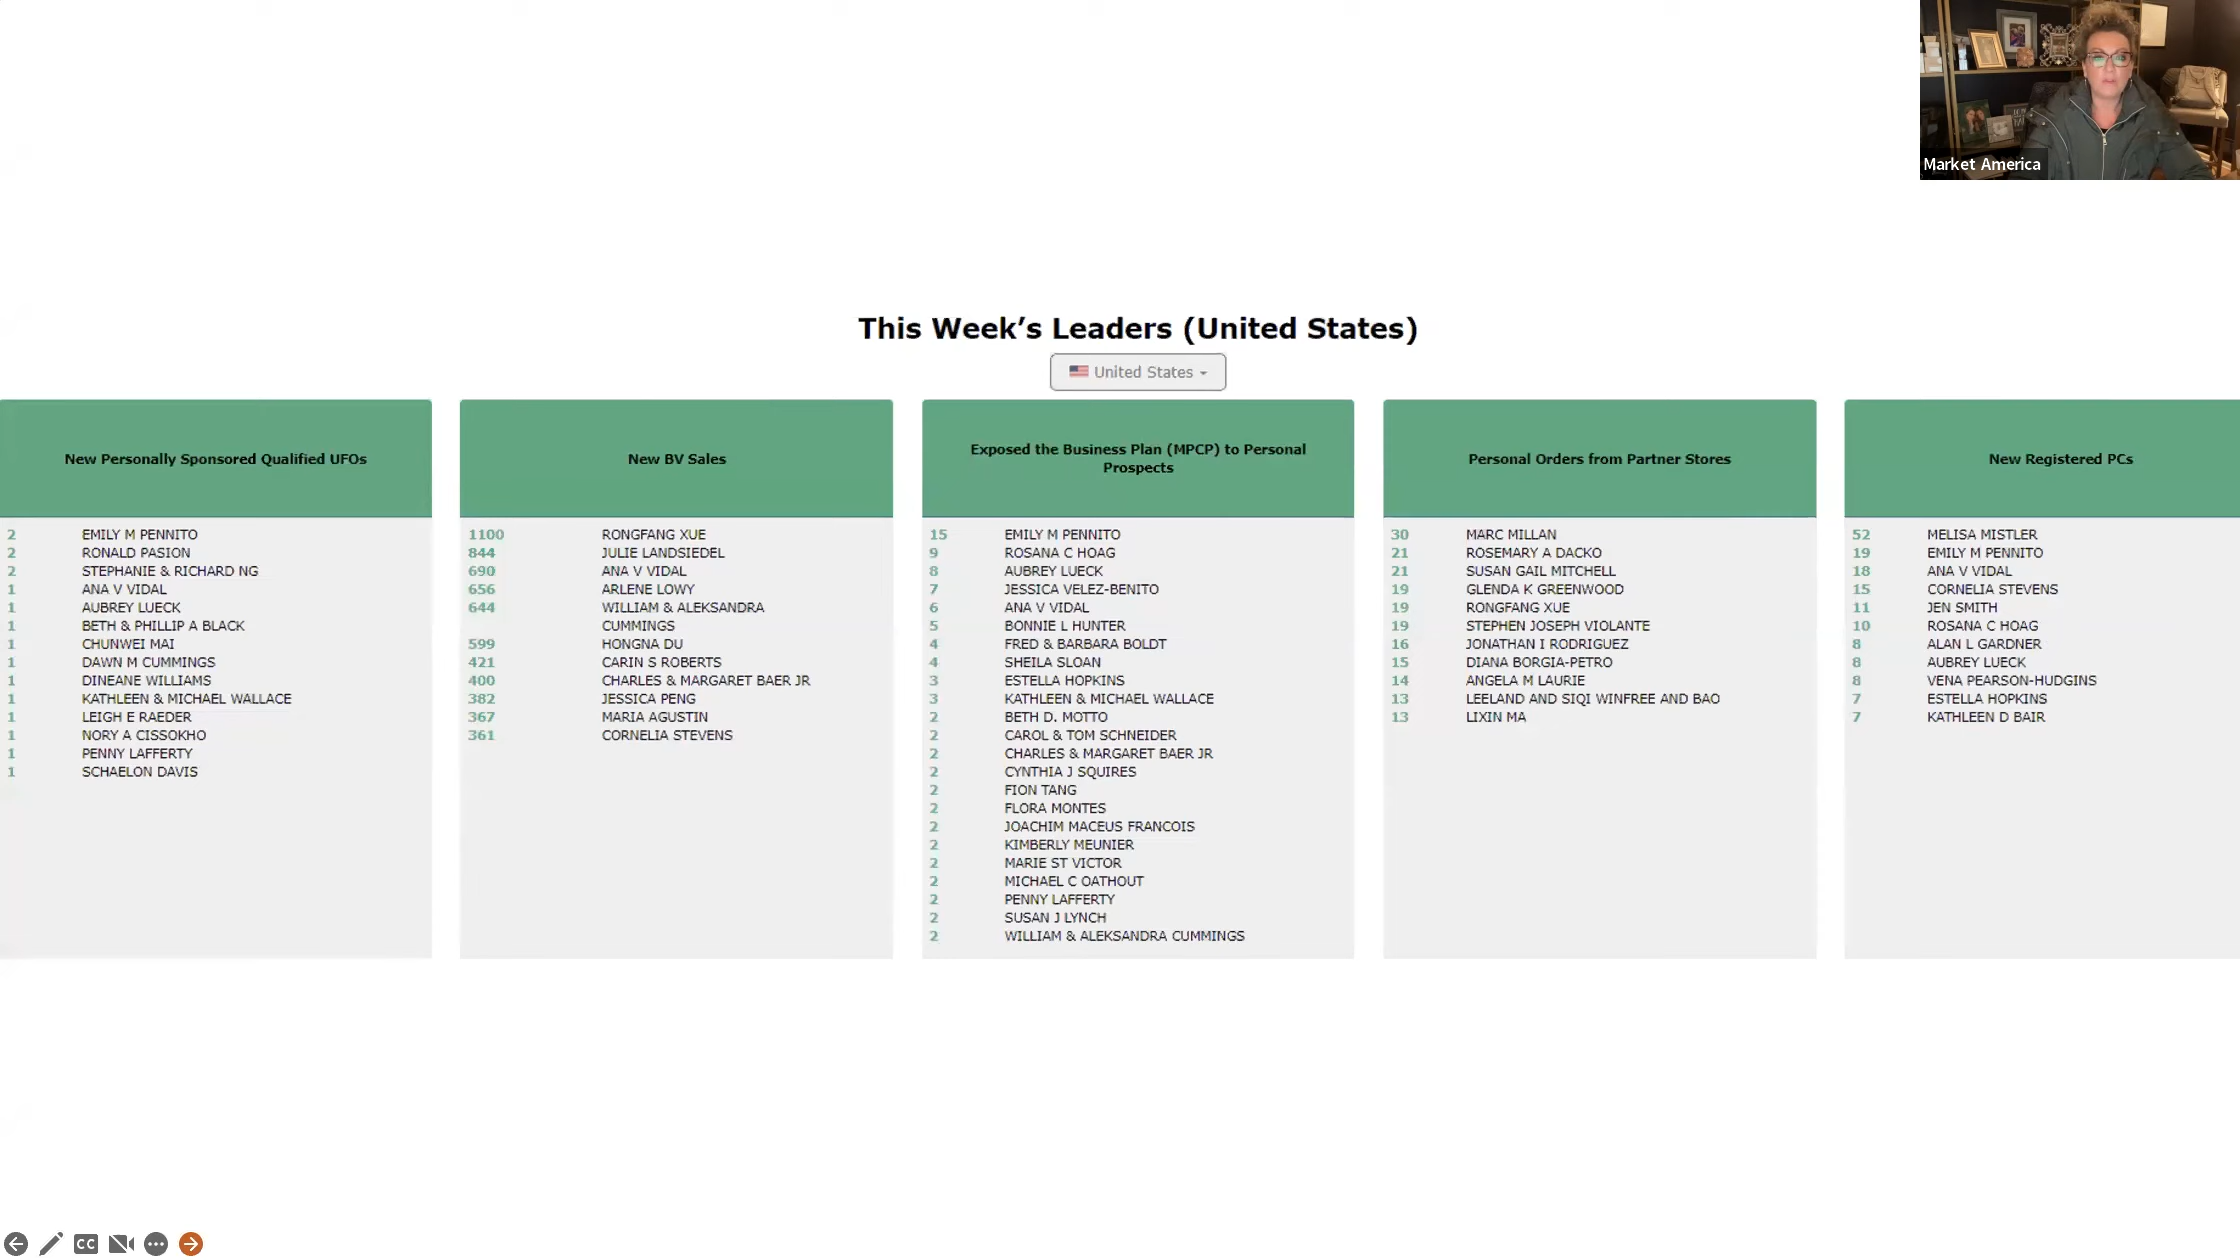 Market America
This Week’s Leaders (United States)
United States
New Personally Sponsored Qualified UFOs
2 EMILY M PENNITO
2 RONALD PASION
2 STEPHANIE & RICHARD NG
1 ANA V VIDAL
1 AUBREY LUECK
1 BETH & PHILLIP A BLACK
1 CHUNWEI MAI
1 DAWN M CUMMINGS
1 DINEANE WILLIAMS
1 KATHLEEN & MICHAEL WALLACE
1 LEIGH E RAEDER
1 NORY A CISSOKHO
1 PENNY LAFFERTY
1 SCHAELON DAVIS
New BV Sales
1100 RONGFANG XUE
844 JULIE LANDSIEDEL
690 ANA V VIDAL
656 ARLENE LOWY
644 WILLIAM & ALEKSANDRA
CUMMINGS
599 HONGNA DU
421 CARIN S ROBERTS
400 CHARLES & MARGARET BAER JR
382 JESSICA PENG
367 MARIA AGUSTIN
361 CORNELIA STEVENS
Exposed the Business Plan (MPCP) to Personal
Prospects
15 EMILY M PENNITO
9 ROSANA C HOAG
8 AUBREY LUECK
7 JESSICA VELEZ-BENITO
6 ANA V VIDAL
5 BONNIE L HUNTER
4 FRED & BARBARA BOLDT
4 SHEILA SLOAN
3 ESTELLA HOPKINS
3 KATHLEEN & MICHAEL WALLACE
2 BETH D. MOTTO
2 CAROL & TOM SCHNEIDER
2 CHARLES & MARGARET BAER JR
2 CYNTHIA J SQUIRES
2 FION TANG
2 FLORA MONTES
2 JOACHIM MACEUS FRANCOIS
2 KIMBERLY MEUNIER
2 MARIE ST VICTOR
2 MICHAEL C OATHOUT
2 PENNY LAFFERTY
2 SUSAN J LYNCH
2 WILLIAM & ALEKSANDRA CUMMINGS
Personal Orders from Partner Stores
30 MARC MILLAN
21 ROSEMARY A DACKO
21 SUSAN GAIL MITCHELL
19 GLENDA K GREENWOOD
19 RONGFANG XUE
19 STEPHEN JOSEPH VIOLANTE
16 JONATHAN I RODRIGUEZ
15 DIANA BORGIA-PETRO
14 ANGELA M LAURIE
13 LEELAND AND SIQI WINFREE AND BAO
13 LIXIN MA
New Registered PCs
52 MELISA MISTLER
19 EMILY M PENNITO
18 ANA V VIDAL
15 CORNELIA STEVENS
11 JEN SMITH
10 ROSANA C HOAG
8 ALAN L GARDNER
8 AUBREY LUECK
8 VENA PEARSON-HUDGINS
7 ESTELLA HOPKINS
7 KATHLEEN D BAIR
CC